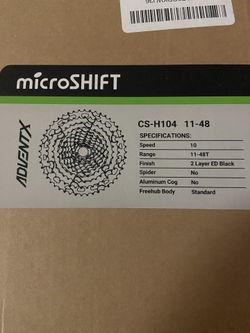 microSHIFT
ADVENTX
CS-H104 11-48
SPECIFICATIONS:
Speed 10
Range 11-48T
Finish 2 Layer ED Black
Spider No
Aluminum Cog No
Freehub Body Standard